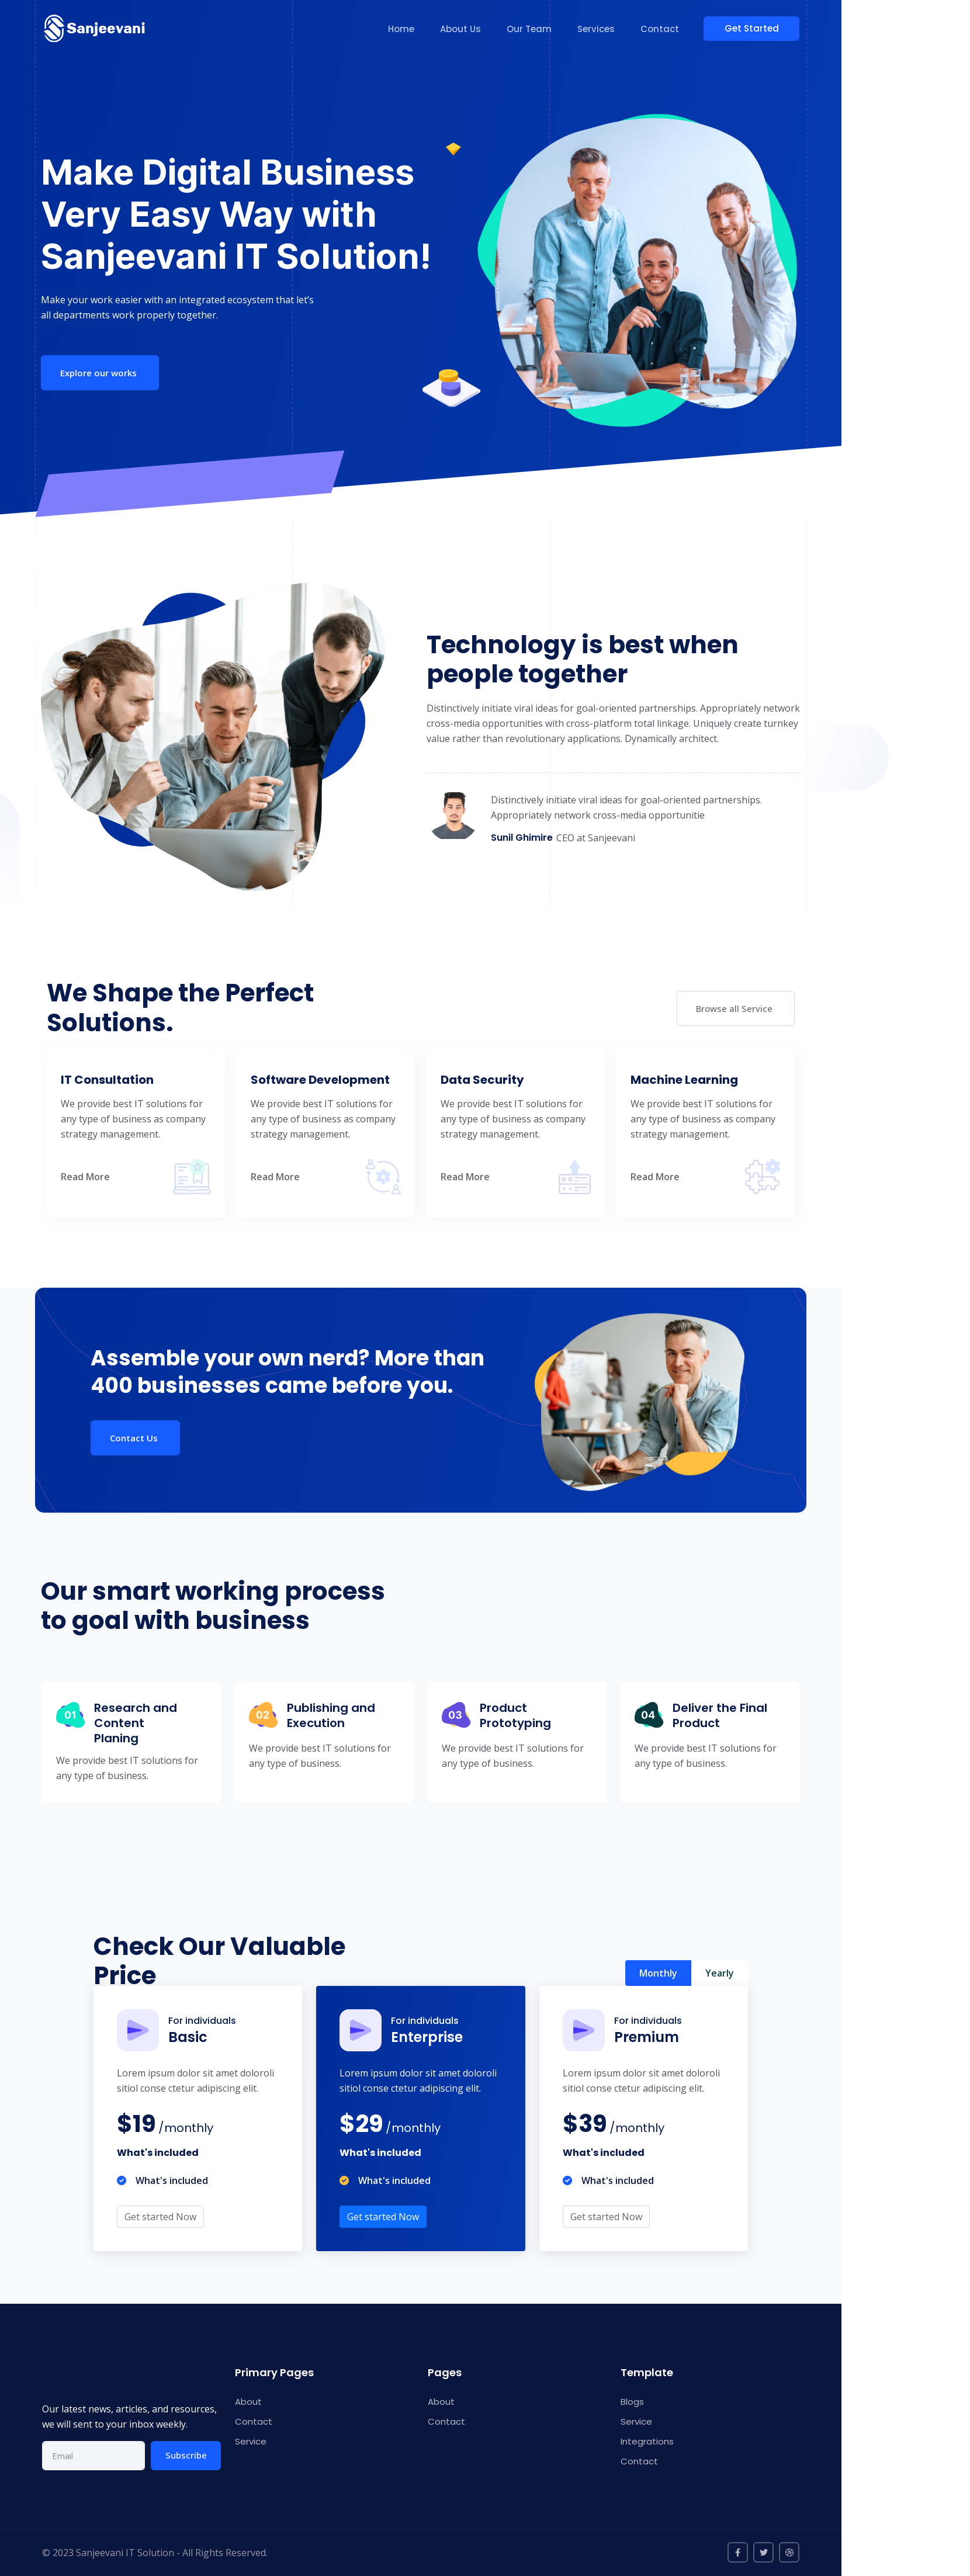 Sanjeevani
Home About Us Our Team Services Contact Get Started
Make Digital Business
Very Easy Way with
Sanjeevani IT Solution!
Make your work easier with an integrated ecosystem that let's
all departments work properly together.
Explore our works
Technology is best when
people together
Distinctively initiate viral ideas for goal-oriented partnerships. Appropriately network
cross-media opportunities with cross-platform total linkage. Uniquely create turnkey
value rather than revolutionary applications. Dynamically architect.
Distinctively initiate viral ideas for goal-oriented partnerships.
Appropriately network cross-media opportunitie
Sunil Ghimire CEO at Sanjeevani
We Shape the Perfect
Solutions.
Browse all Service
IT Consultation
We provide best IT solutions for
any type of business as company
strategy management.
Read More
Software Development
We provide best IT solutions for
any type of business as company
strategy management.
Read More
Data Security
We provide best IT solutions for
any type of business as company
strategy management.
Read More
Machine Learning
We provide best IT solutions for
any type of business as company
strategy management.
Read More
Assemble your own nerd? More than
400 businesses came before you.
Contact Us
Our smart working process
to goal with business
01
Research and
Content
Planing
We provide best IT solutions for
any type of business.
02
Publishing and
Execution
We provide best IT solutions for
any type of business.
03
Product
Prototyping
We provide best IT solutions for
any type of business.
04
Deliver the Final
Product
We provide best IT solutions for
any type of business.
Check Our Valuable
Price
Monthly Yearly
For individuals
Basic
Lorem ipsum dolor sit amet doloroli
sitiol conse ctetur adipiscing elit.
$19 /monthly
What's included
What's included
Get started Now
For individuals
Enterprise
Lorem ipsum dolor sit amet doloroli
sitiol conse ctetur adipiscing elit.
$29 /monthly
What's included
What's included
Get started Now
For individuals
Premium
Lorem ipsum dolor sit amet doloroli
sitiol conse ctetur adipiscing elit.
$39 /monthly
What's included
What's included
Get started Now
Our latest news, articles, and resources,
we will sent to your inbox weekly.
Email Subscribe
Primary Pages
About
Contact
Service
Pages
About
Contact
Template
Blogs
Service
Integrations
Contact
© 2023 Sanjeevani IT Solution - All Rights Reserved.